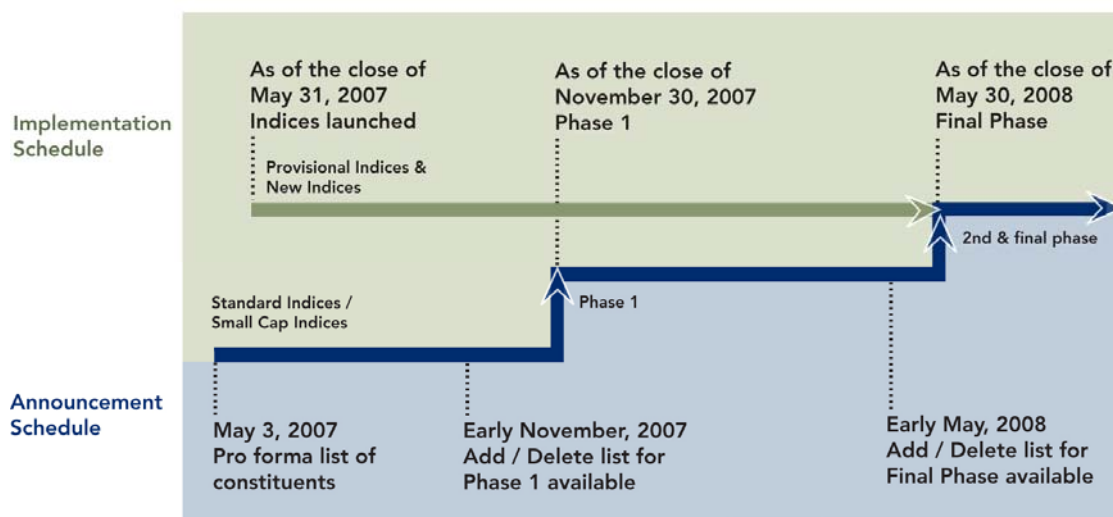 Implementation
Schedule
As of the close of
May 31, 2007
Indices launched
As of the close of
November 30, 2007
Phase 1
As of the close of
May 30, 2008
Final Phase
Provisional Indices &
New Indices
2nd & final phase
Standard Indices /
Small Cap Indices
Phase 1
Announcement
Schedule
May 3, 2007
Pro forma list of
constituents
Early November, 2007
Add / Delete list for
Phase 1 available
Early May, 2008
Add / Delete list for
Final Phase available